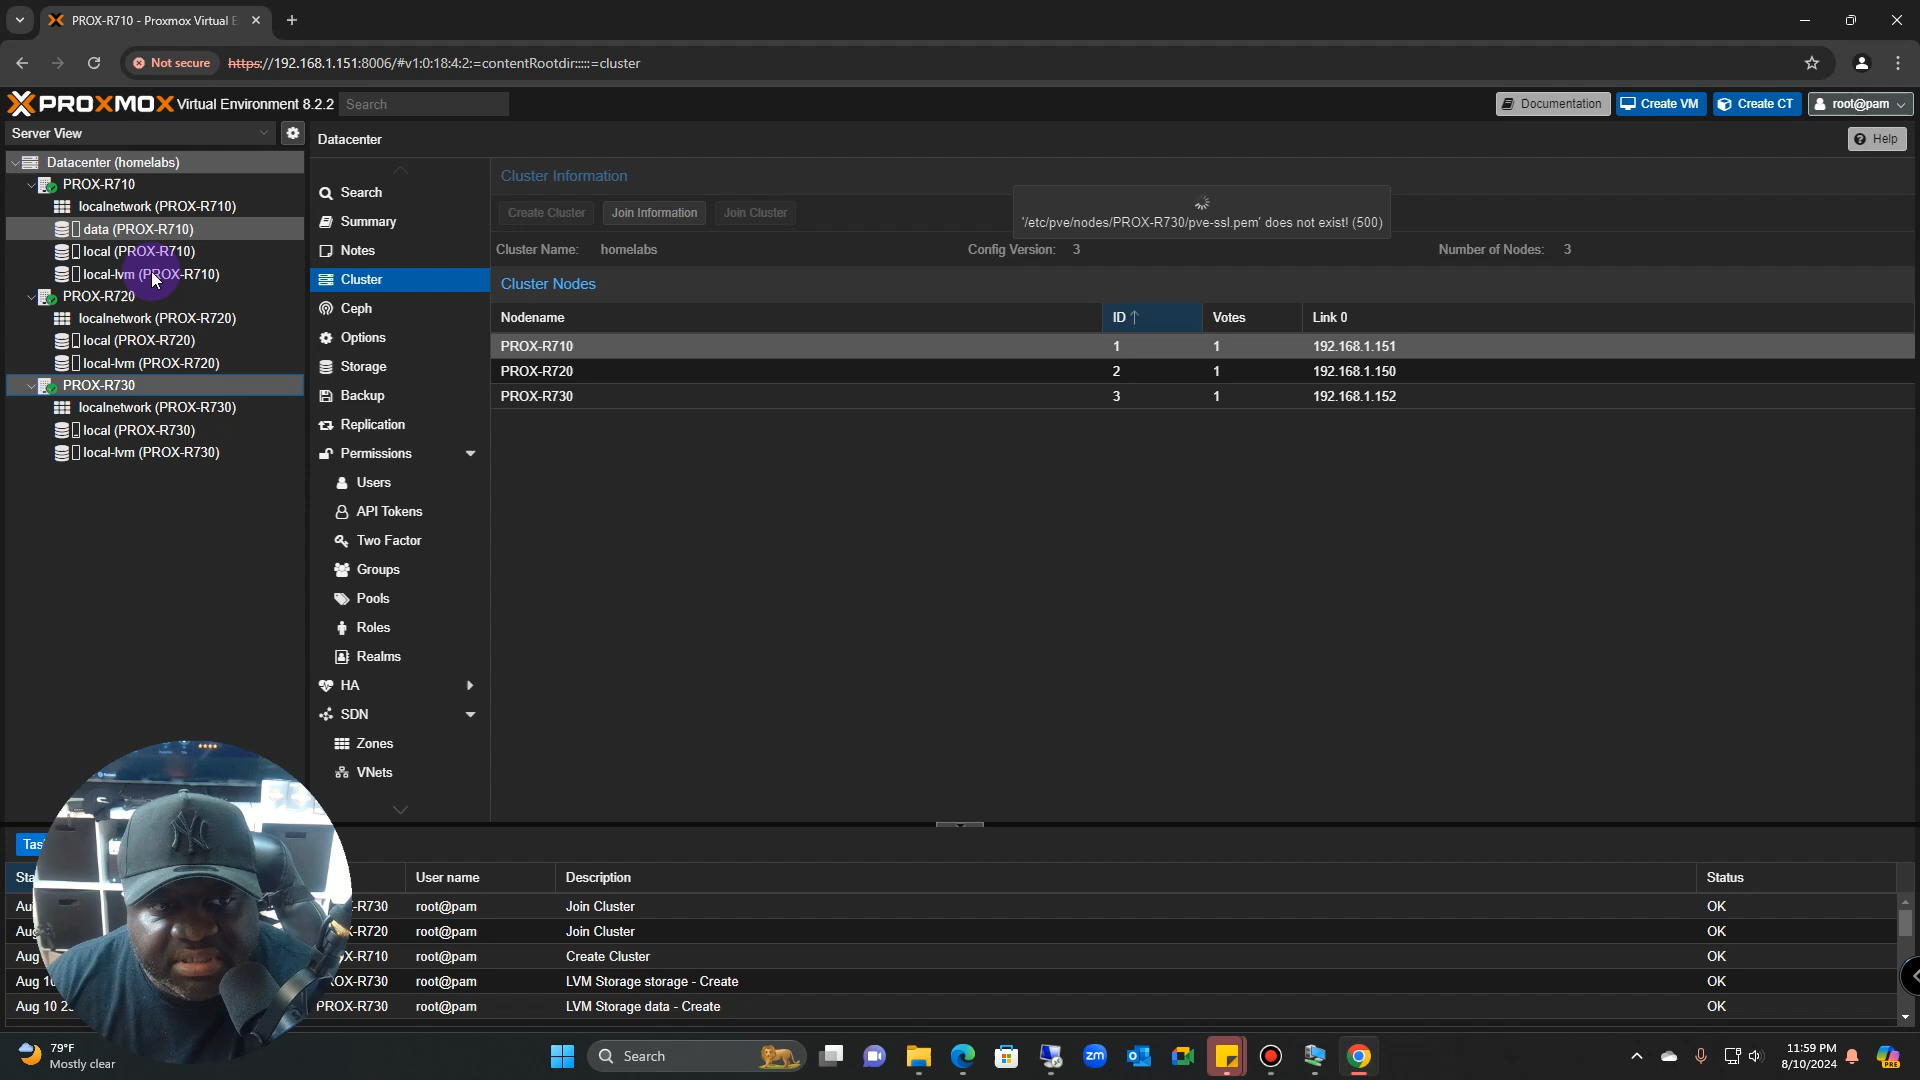 PROX-R710 - Proxmox Virtual E
Not secure
https://192.168.1.151:8006/#v1:0:18:4:2:=contentRootdir:::::=cluster
PROXMOX Virtual Environment 8.2.2
Search
Documentation
Create VM
Create CT
root@pam
Server View
Datacenter
Help
Datacenter (homelabs)
PROX-R710
localnetwork (PROX-R710)
data (PROX-R710)
local (PROX-R710)
local-lvm (PROX-R710)
PROX-R720
localnetwork (PROX-R720)
local (PROX-R720)
local-lvm (PROX-R720)
PROX-R730
localnetwork (PROX-R730)
local (PROX-R730)
local-lvm (PROX-R730)
Search
Summary
Notes
Cluster
Ceph
Options
Storage
Backup
Replication
Permissions
Users
API Tokens
Two Factor
Groups
Pools
Roles
Realms
HA
SDN
Zones
VNets
Cluster Information
Create Cluster
Join Information
Join Cluster
'/etc/pve/nodes/PROX-R730/pve-ssl.pem' does not exist! (500)
Cluster Name: homelabs
Config Version: 3
Number of Nodes: 3
Cluster Nodes
Nodename ID ↑ Votes Link 0
PROX-R710 1 1 192.168.1.151
PROX-R720 2 1 192.168.1.150
PROX-R730 3 1 192.168.1.152
User name Description Status
-R730 root@pam Join Cluster OK
-R720 root@pam Join Cluster OK
-R710 root@pam Create Cluster OK
Aug 10 X-R730 root@pam LVM Storage storage - Create OK
Aug 10 PROX-R730 root@pam LVM Storage data - Create OK
79°F
Mostly clear
Search
zm
11:59 PM
8/10/2024
PRE